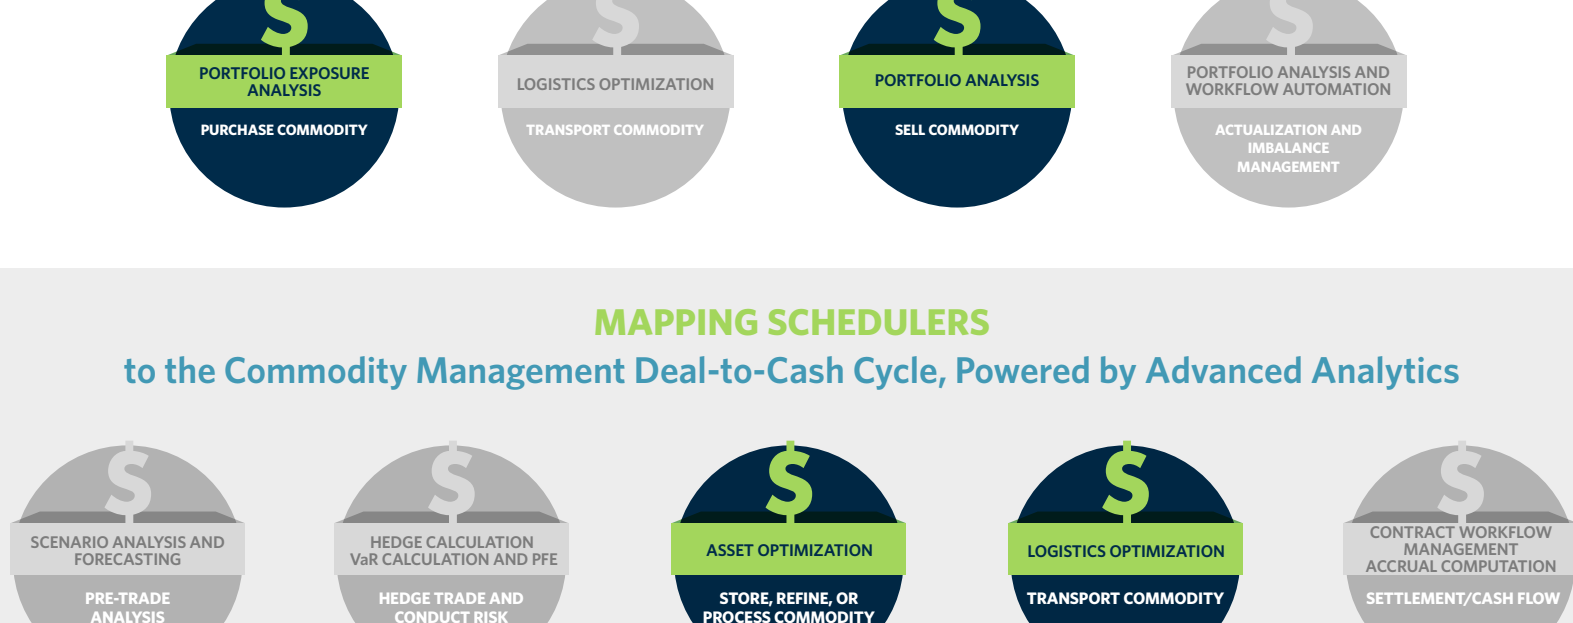 $
$
$
$
PORTFOLIO EXPOSURE
ANALYSIS
PURCHASE COMMODITY
LOGISTICS OPTIMIZATION
TRANSPORT COMMODITY
PORTFOLIO ANALYSIS
SELL COMMODITY
PORTFOLIO ANALYSIS AND
WORKFLOW AUTOMATION
ACTUALIZATION AND
IMBALANCE
MANAGEMENT
MAPPING SCHEDULERS
to the Commodity Management Deal-to-Cash Cycle, Powered by Advanced Analytics
$
SCENARIO ANALYSIS AND
FORECASTING
PRE-TRADE
ANALYSIS
$
HEDGE CALCULATION
VaR CALCULATION AND PFE
HEDGE TRADE AND
CONDUCT RISK
$
ASSET OPTIMIZATION
STORE, REFINE, OR
PROCESS COMMODITY
$
LOGISTICS OPTIMIZATION
TRANSPORT COMMODITY
$
CONTRACT WORKFLOW
MANAGEMENT
ACCRUAL COMPUTATION
SETTLEMENT/CASH FLOW